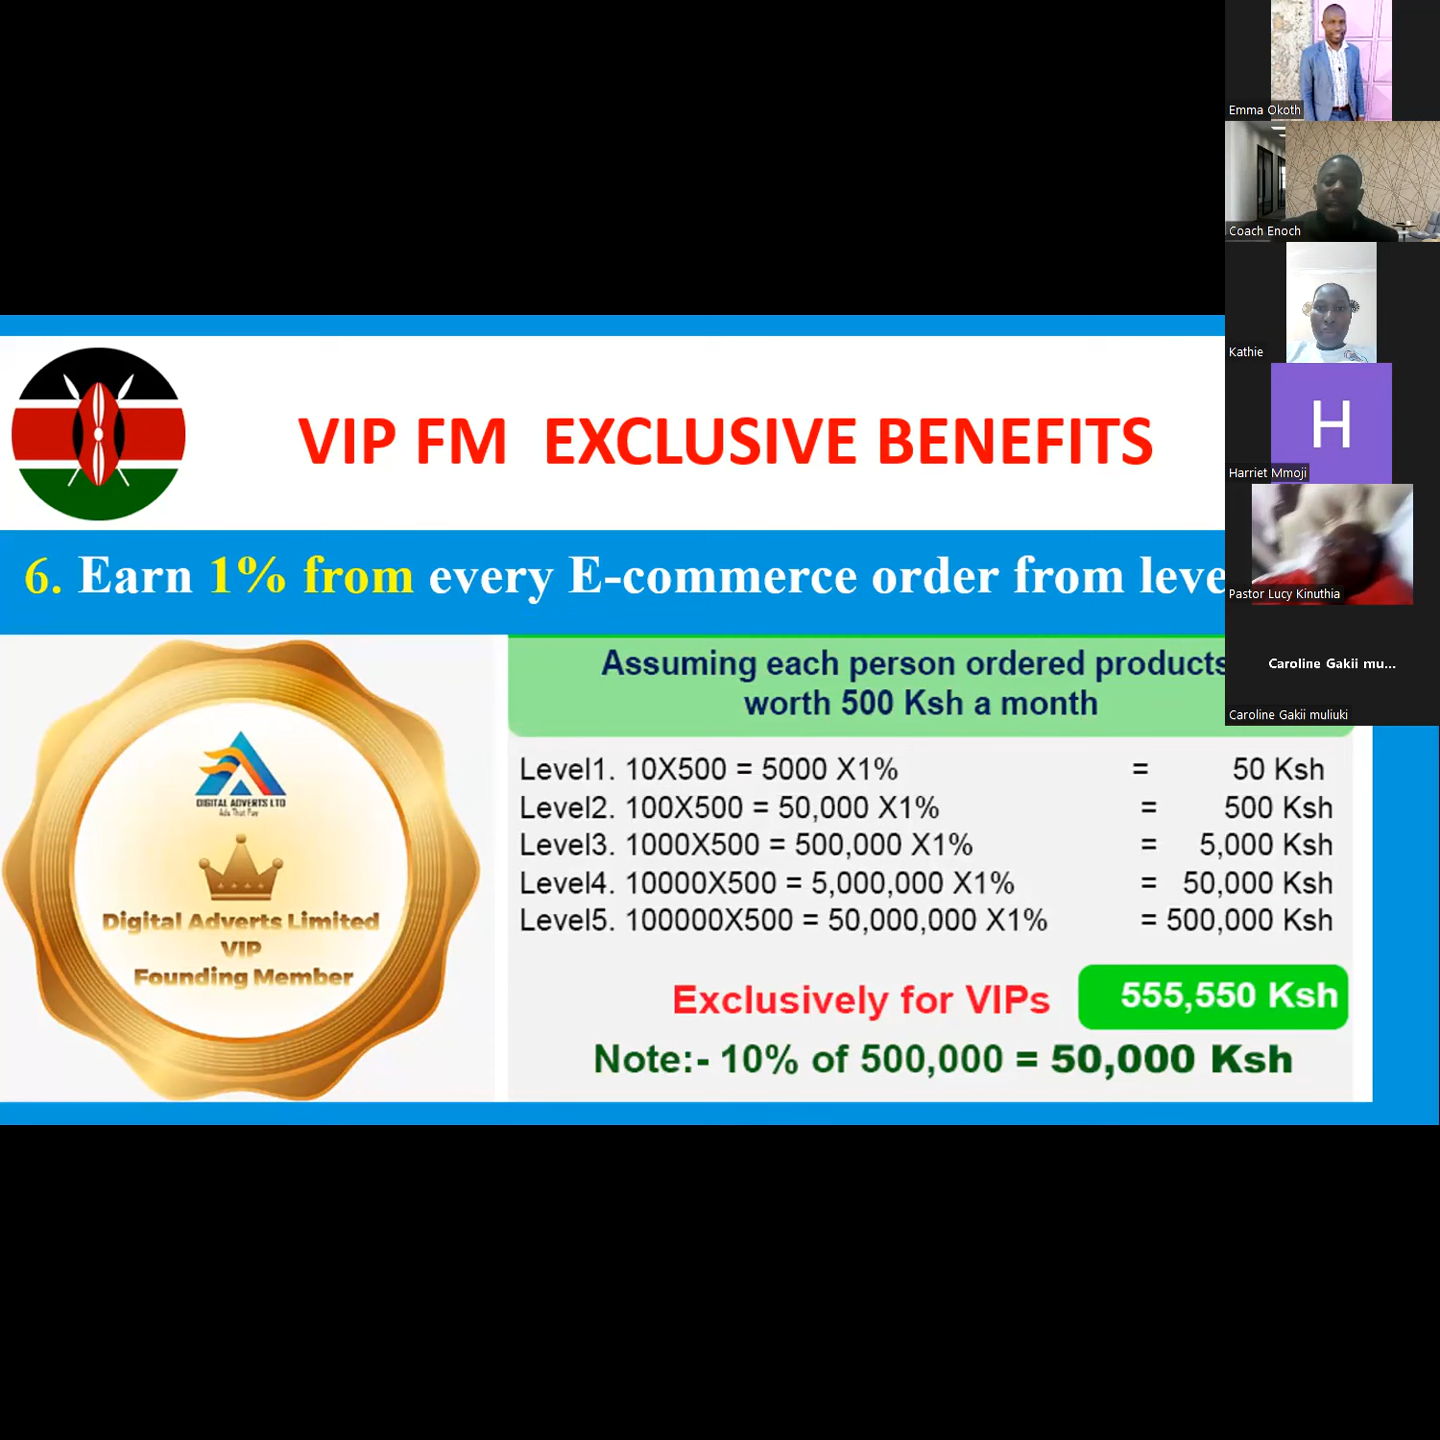 Emma Okoth
Coach Enoch
Kathie
H
Harriet Mmoji
Pastor Lucy Kinuthia
Caroline Gakii mu...
Caroline Gakii muliuki
VIP FM EXCLUSIVE BENEFITS
6. Earn 1% from every E-commerce order from leve
DIGITAL ADVERTS LTD
Ads That Pay
Digital Adverts Limited
VIP
Founding Member
Assuming each person ordered products
worth 500 Ksh a month
Level1. 10X500 = 5000 X1% = 50 Ksh
Level2. 100X500 = 50,000 X1% = 500 Ksh
Level3. 1000X500 = 500,000 X1% = 5,000 Ksh
Level4. 10000X500 = 5,000,000 X1% = 50,000 Ksh
Level5. 100000X500 = 50,000,000 X1% = 500,000 Ksh
Exclusively for VIPs 555,550 Ksh
Note:- 10% of 500,000 = 50,000 Ksh